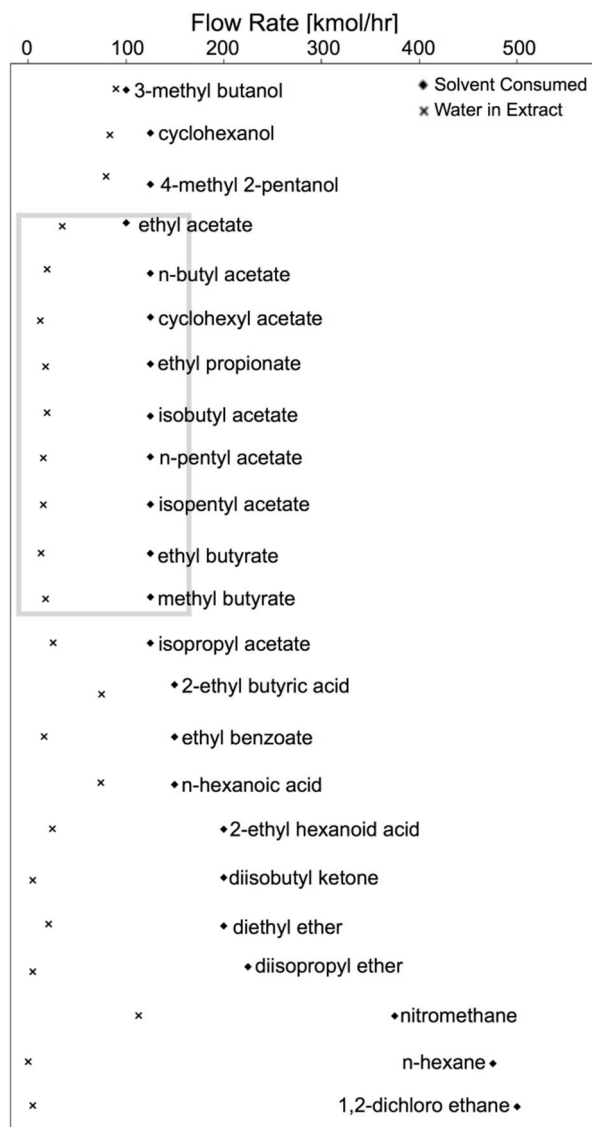 Flow Rate [kmol/hr]
0 100 200 300 400 500
Solvent Consumed
Water in Extract
3-methyl butanol
cyclohexanol
4-methyl 2-pentanol
ethyl acetate
n-butyl acetate
cyclohexyl acetate
ethyl propionate
isobutyl acetate
n-pentyl acetate
isopentyl acetate
ethyl butyrate
methyl butyrate
isopropyl acetate
2-ethyl butyric acid
ethyl benzoate
n-hexanoic acid
2-ethyl hexanoid acid
diisobutyl ketone
diethyl ether
diisopropyl ether
nitromethane
n-hexane
1,2-dichloro ethane